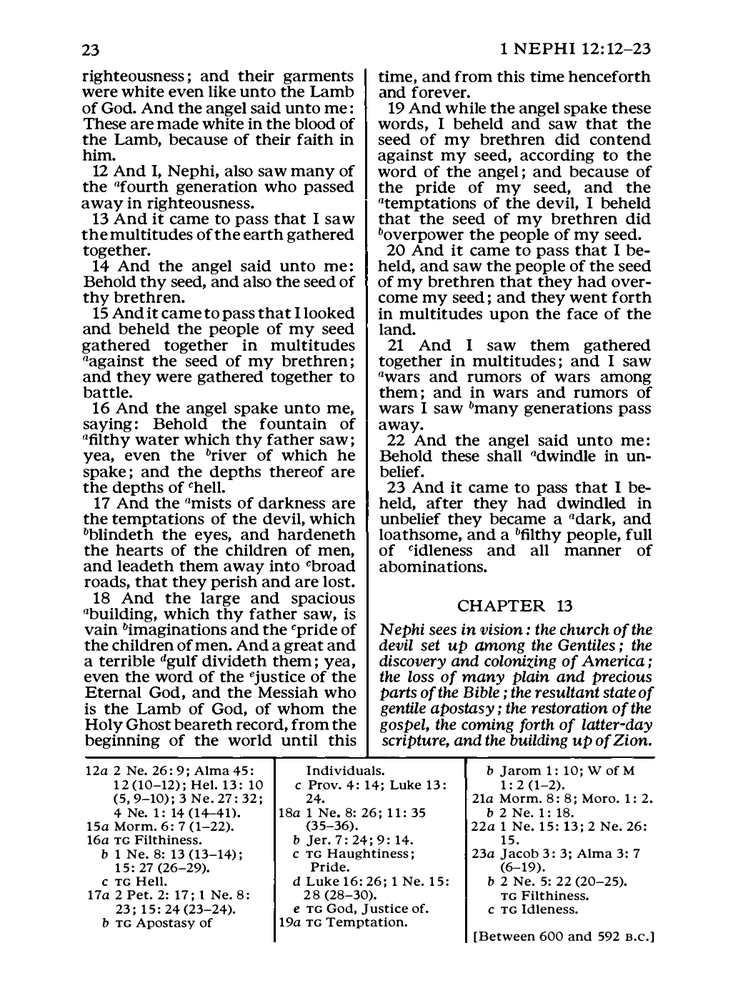 23
1 NEPHI 12:12–23
righteousness; and their garments
were white even like unto the Lamb
of God. And the angel said unto me:
These are made white in the blood of
the Lamb, because of their faith in
him.
12 And I, Nephi, also saw many of
the ᵃfourth generation who passed
away in righteousness.
13 And it came to pass that I saw
the multitudes of the earth gathered
together.
14 And the angel said unto me:
Behold thy seed, and also the seed of
thy brethren.
15 And it came to pass that I looked
and beheld the people of my seed
gathered together in multitudes
ᵃagainst the seed of my brethren;
and they were gathered together to
battle.
16 And the angel spake unto me,
saying: Behold the fountain of
ᵃfilthy water which thy father saw;
yea, even the ᵇriver of which he
spake; and the depths thereof are
the depths of ᶜhell.
17 And the ᵃmists of darkness are
the temptations of the devil, which
ᵇblindeth the eyes, and hardeneth
the hearts of the children of men,
and leadeth them away into ᶜbroad
roads, that they perish and are lost.
18 And the large and spacious
ᵃbuilding, which thy father saw, is
vain ᵇimaginations and the ᶜpride of
the children of men. And a great and
a terrible ᵈgulf divideth them; yea,
even the word of the ᵉjustice of the
Eternal God, and the Messiah who
is the Lamb of God, of whom the
Holy Ghost beareth record, from the
beginning of the world until this
time, and from this time henceforth
and forever.
19 And while the angel spake these
words, I beheld and saw that the
seed of my brethren did contend
against my seed, according to the
word of the angel; and because of
the pride of my seed, and the
ᵃtemptations of the devil, I beheld
that the seed of my brethren did
ᵇoverpower the people of my seed.
20 And it came to pass that I be-
held, and saw the people of the seed
of my brethren that they had over-
come my seed; and they went forth
in multitudes upon the face of the
land.
21 And I saw them gathered
together in multitudes; and I saw
ᵃwars and rumors of wars among
them; and in wars and rumors of
wars I saw ᵇmany generations pass
away.
22 And the angel said unto me:
Behold these shall ᵃdwindle in un-
belief.
23 And it came to pass that I be-
held, after they had dwindled in
unbelief they became a ᵃdark, and
loathsome, and a ᵇfilthy people, full
of ᶜidleness and all manner of
abominations.
CHAPTER 13
Nephi sees in vision: the church of the
devil set up among the Gentiles; the
discovery and colonizing of America;
the loss of many plain and precious
parts of the Bible; the resultant state of
gentile apostasy; the restoration of the
gospel, the coming forth of latter-day
scripture, and the building up of Zion.
12a 2 Ne. 26:9; Alma 45:
12 (10–12); Hel. 13:10
(5, 9–10); 3 Ne. 27:32;
4 Ne. 1:14 (14–41).
15a Morm. 6:7 (1–22).
16a TG Filthiness.
b 1 Ne. 8:13 (13–14);
15:27 (26–29).
c TG Hell.
17a 2 Pet. 2:17; 1 Ne. 8:
23; 15:24 (23–24).
b TG Apostasy of
Individuals.
c Prov. 4:14; Luke 13:
24.
18a 1 Ne. 8:26; 11:35
(35–36).
b Jer. 7:24; 9:14.
c TG Haughtiness;
Pride.
d Luke 16:26; 1 Ne. 15:
28 (28–30).
e TG God, Justice of.
19a TG Temptation.
b Jarom 1:10; W of M
1:2 (1–2).
21a Morm. 8:8; Moro. 1:2.
b 2 Ne. 1:18.
22a 1 Ne. 15:13; 2 Ne. 26:
15.
23a Jacob 3:3; Alma 3:7
(6–19).
b 2 Ne. 5:22 (20–25).
TG Filthiness.
c TG Idleness.
[Between 600 and 592 B.C.]